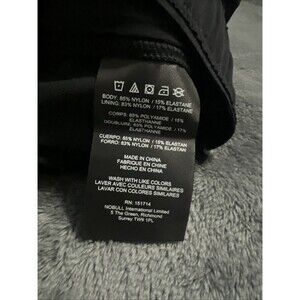 BODY: 85% NYLON / 15% ELASTANE
LINING: 83% NYLON / 17% ELASTANE
CORPS: 85% POLYAMIDE / 15%
ELASTHANNE
DOUBLURE: 83% POLYAMIDE / 17%
ELASTHANNE
CUERPO: 85% NYLON / 15% ELASTAN
FORRO: 83% NYLON / 17% ELASTAN
MADE IN CHINA
FABRIQUE EN CHINE
HECHO EN CHINA
WASH WITH LIKE COLORS
LAVER AVEC COULEURS SIMILAIRES
LAVAR CON COLORES SIMILARES
RN: 151714
NOBULL International Limited
5 The Green, Richmond
Surrey TW9 1PL